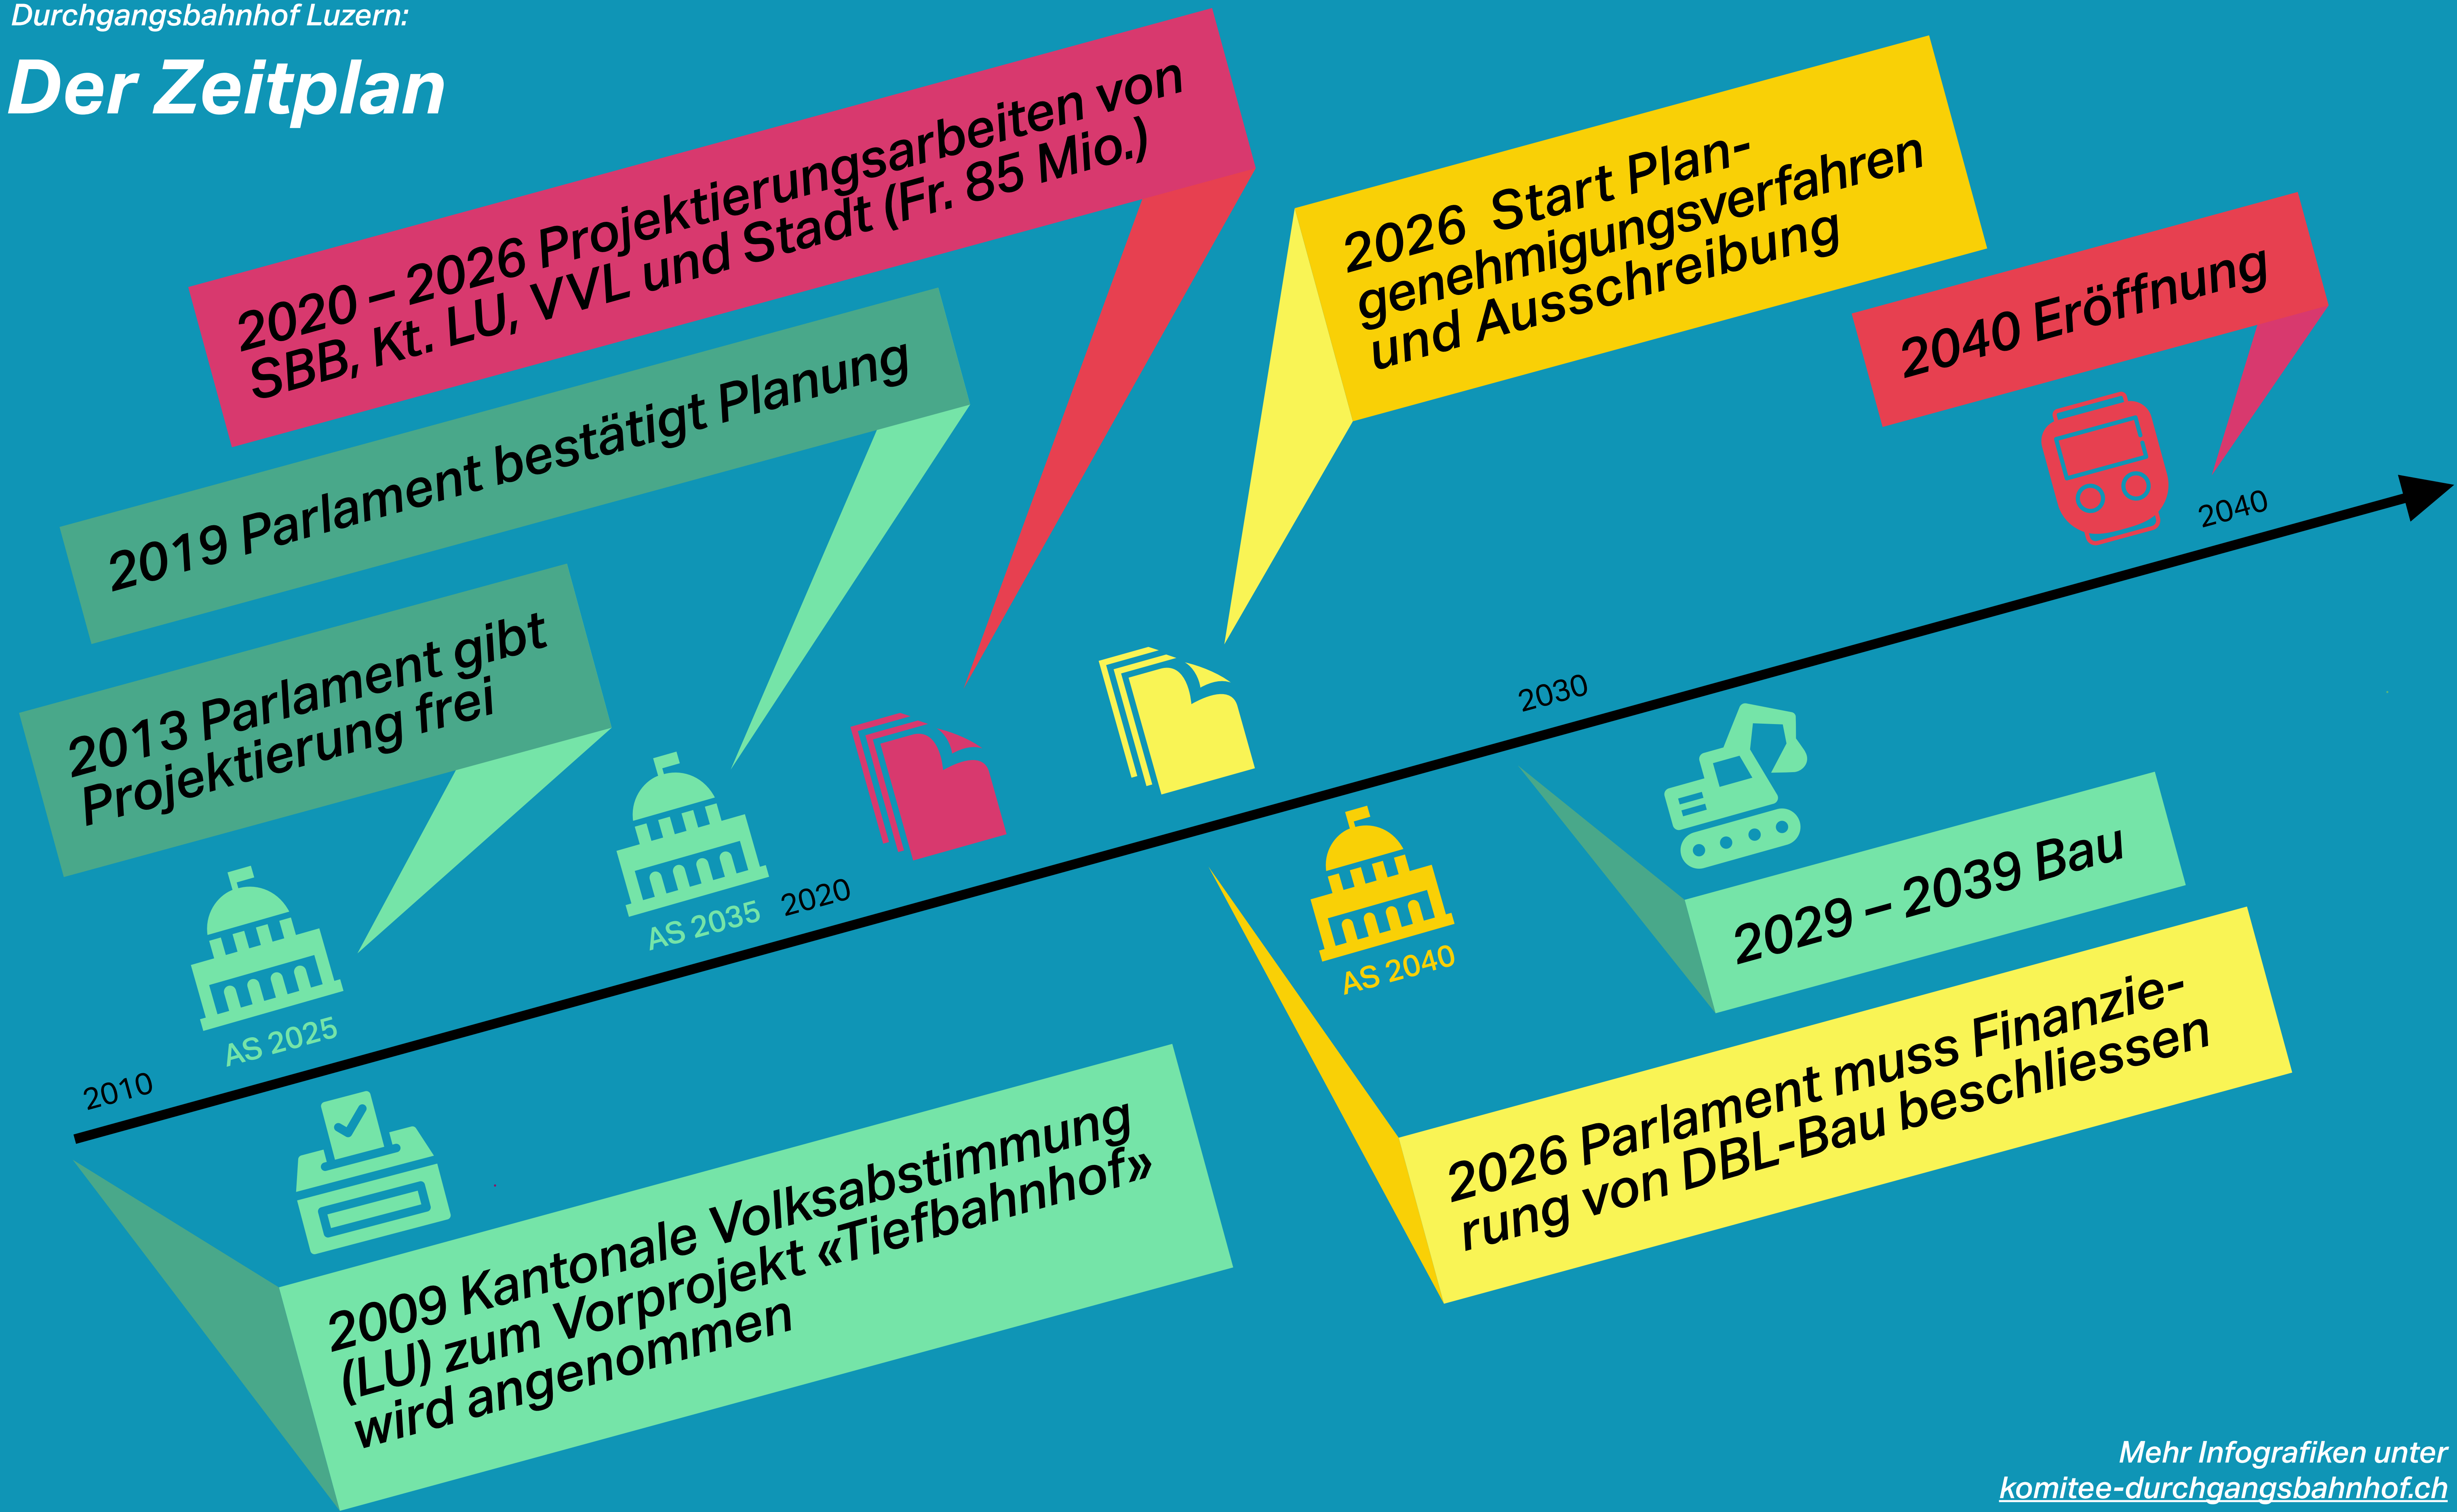 Durchgangsbahnhof Luzern:
Der Zeitplan
2020 – 2026 Projektierungsarbeiten von
SBB, Kt. LU, VVL und Stadt (Fr. 85 Mio.)
2019 Parlament bestätigt Planung
2013 Parlament gibt
Projektierung frei
2026 Start Plan-
genehmigungsverfahren
und Ausschreibung
2040 Eröffnung
2010
AS 2025
AS 2035
2020
2030
2040
AS 2040
2009 Kantonale Volksabstimmung
(LU) zum Vorprojekt «Tiefbahnhof»
wird angenommen
2029 – 2039 Bau
2026 Parlament muss Finanzie-
rung von DBL-Bau beschliessen
Mehr Infografiken unter
komitee-durchgangsbahnhof.ch